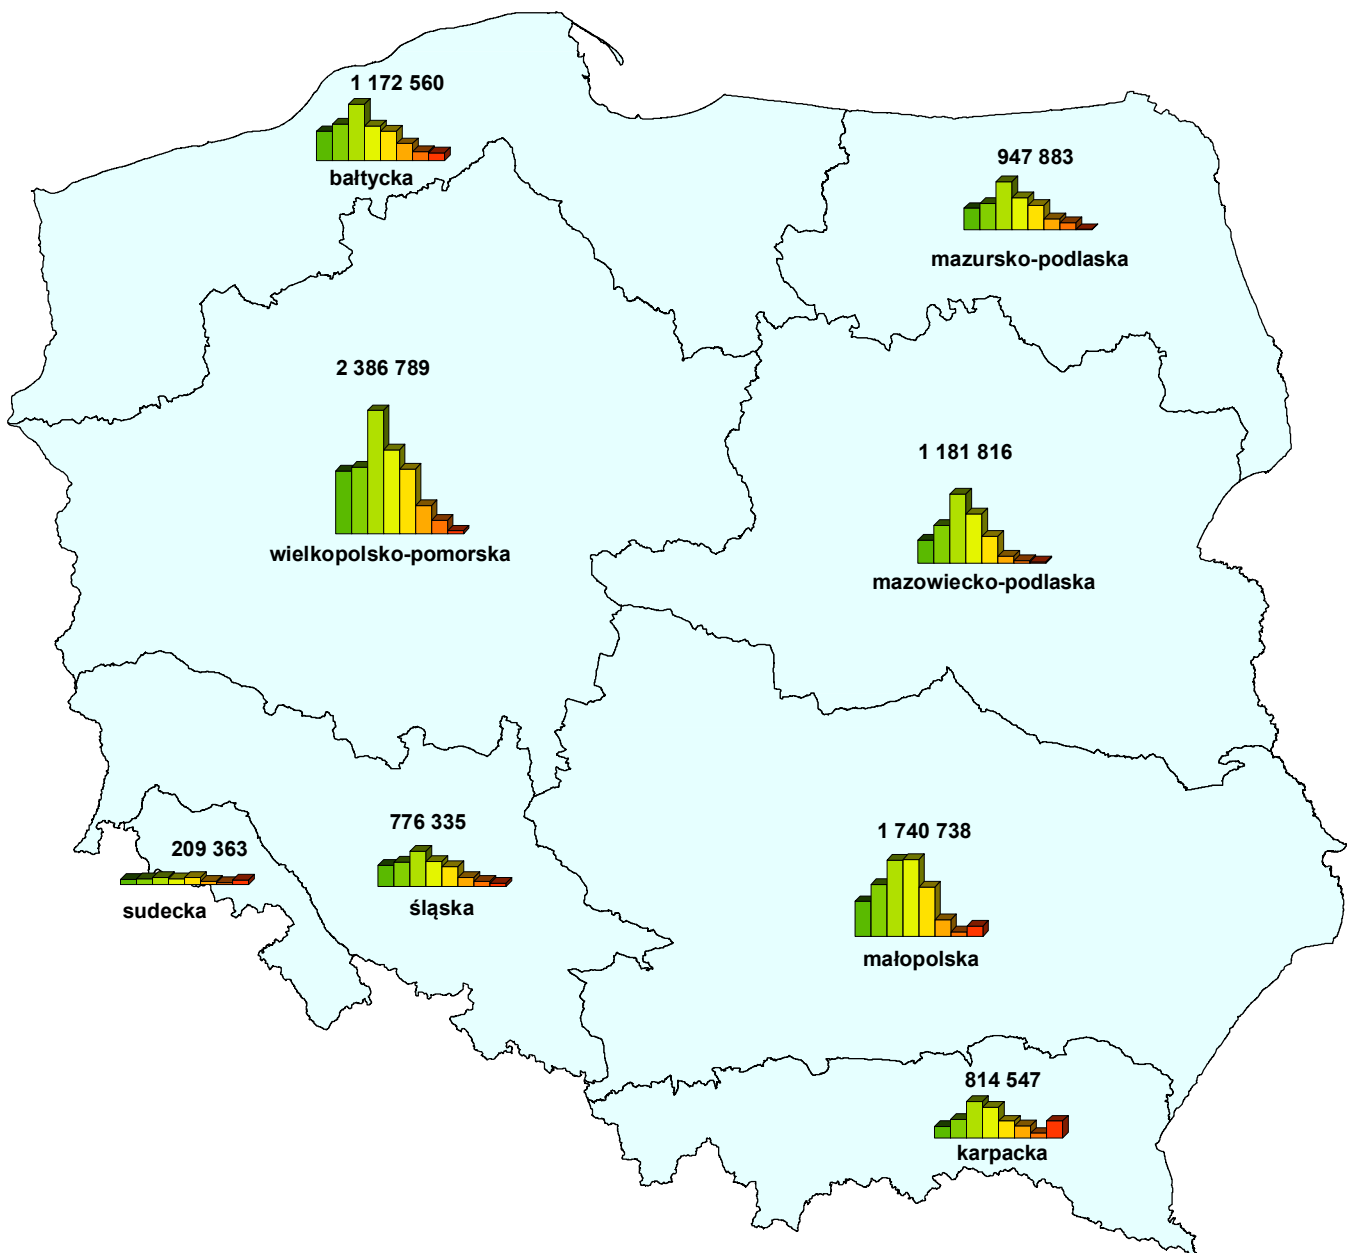 1 172 560
bałtycka
947 883
mazursko-podlaska
2 386 789
wielkopolsko-pomorska
1 181 816
mazowiecko-podlaska
209 363
sudecka
776 335
śląska
1 740 738
małopolska
814 547
karpacka